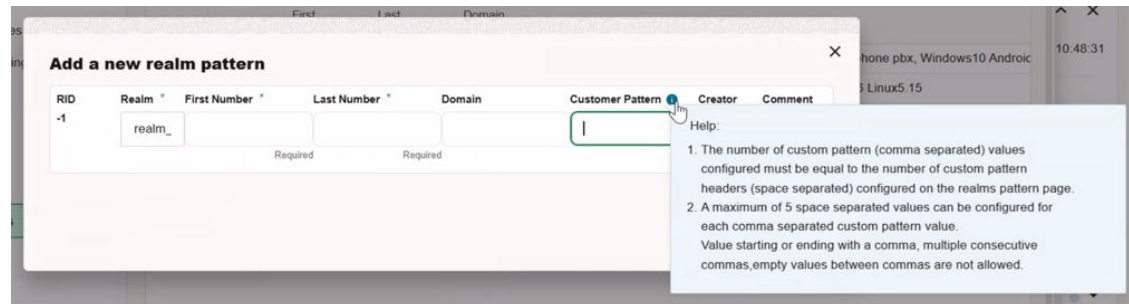 First Last Domain
10:48:31
Add a new realm pattern
hone pbx, Windows10 Androic
Linux5.15
RID Realm * First Number * Last Number * Domain Customer Pattern Creator Comment
-1 realm_
Required Required
Help:
1. The number of custom pattern (comma separated) values
configured must be equal to the number of custom pattern
headers (space separated) configured on the realms pattern page.
2. A maximum of 5 space separated values can be configured for
each comma separated custom pattern value.
Value starting or ending with a comma, multiple consecutive
commas,empty values between commas are not allowed.